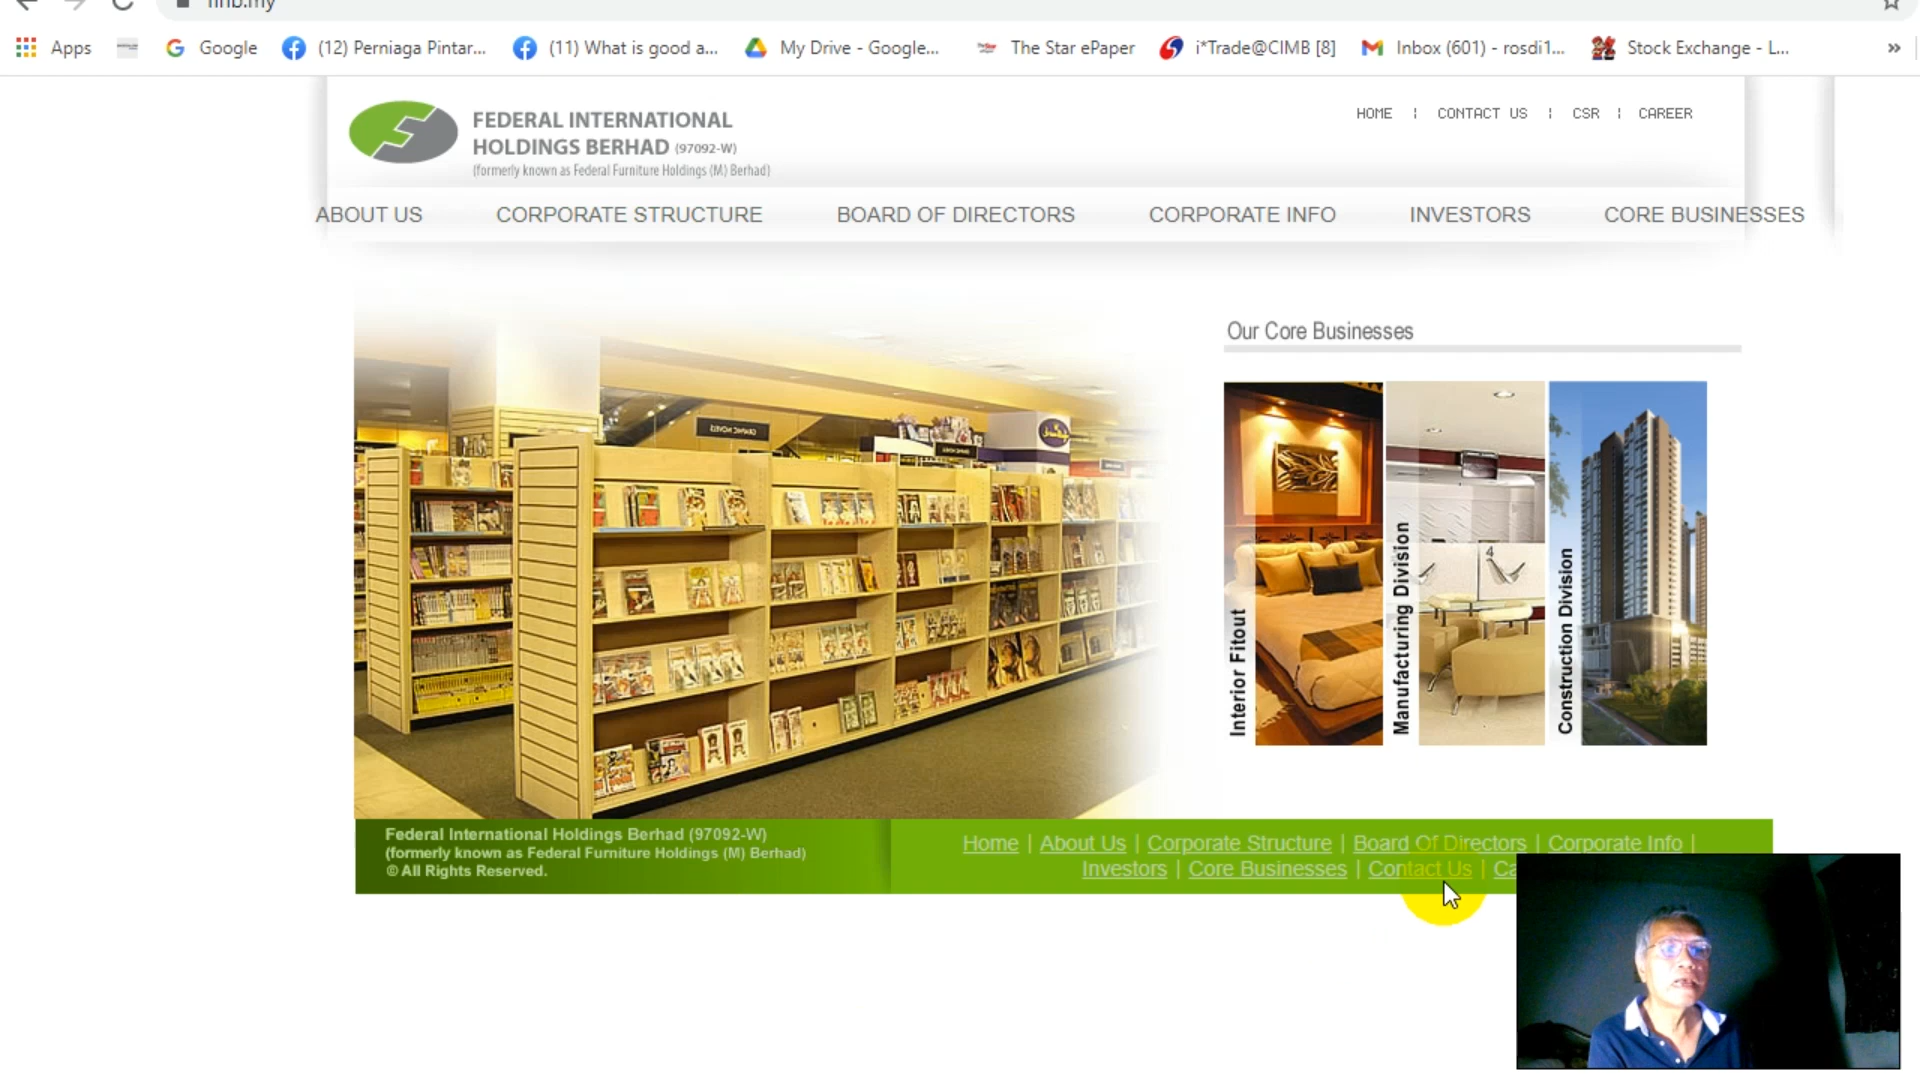 Apps
Google
(12) Perniaga Pintar...
(11) What is good a...
My Drive - Google...
The Star ePaper
i*Trade@CIMB [8]
Inbox (601) - rosdi1...
Stock Exchange - L...
»
FEDERAL INTERNATIONAL
HOLDINGS BERHAD (97092-W)
(formerly known as Federal Furniture Holdings (M) Berhad)
HOME | CONTACT US | CSR | CAREER
ABOUT US
CORPORATE STRUCTURE
BOARD OF DIRECTORS
CORPORATE INFO
INVESTORS
CORE BUSINESSES
Our Core Businesses
Interior Fitout
Manufacturing Division
4
Construction Division
Federal International Holdings Berhad (97092-W)
(formerly known as Federal Furniture Holdings (M) Berhad)
© All Rights Reserved.
Home | About Us | Corporate Structure | Board Of Directors | Corporate Info |
Investors | Core Businesses | Contact Us | Ca